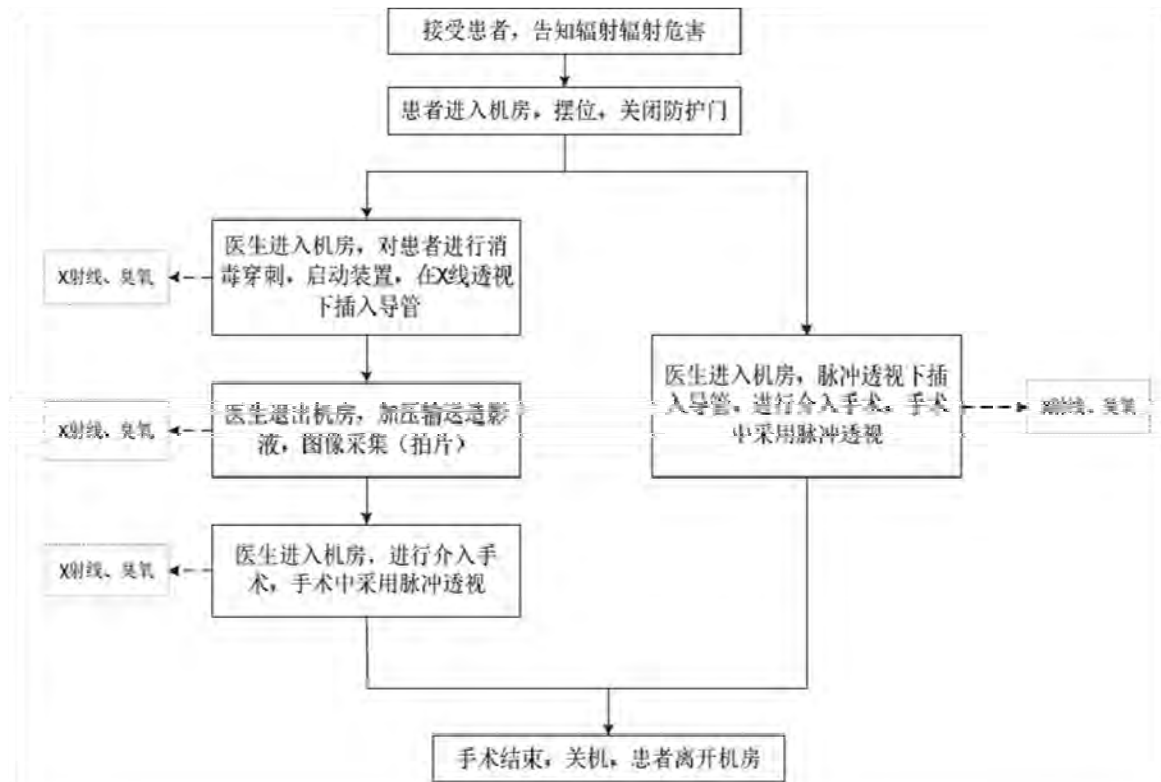 接受患者，告知辐射辐射危害
患者进入机房，摆位，关闭防护门
医生进入机房，对患者进行消
毒穿刺，启动装置，在X线透视
下插入导管
X射线、臭氧
医生退出机房，加压输送造影
液，图像采集（拍片）
X射线、臭氧
医生进入机房，进行介入手
术，手术中采用脉冲透视
X射线、臭氧
医生进入机房，脉冲透视下插
入导管，进行介入手术，手术
中采用脉冲透视
X射线、臭氧
手术结束，关机，患者离开机房